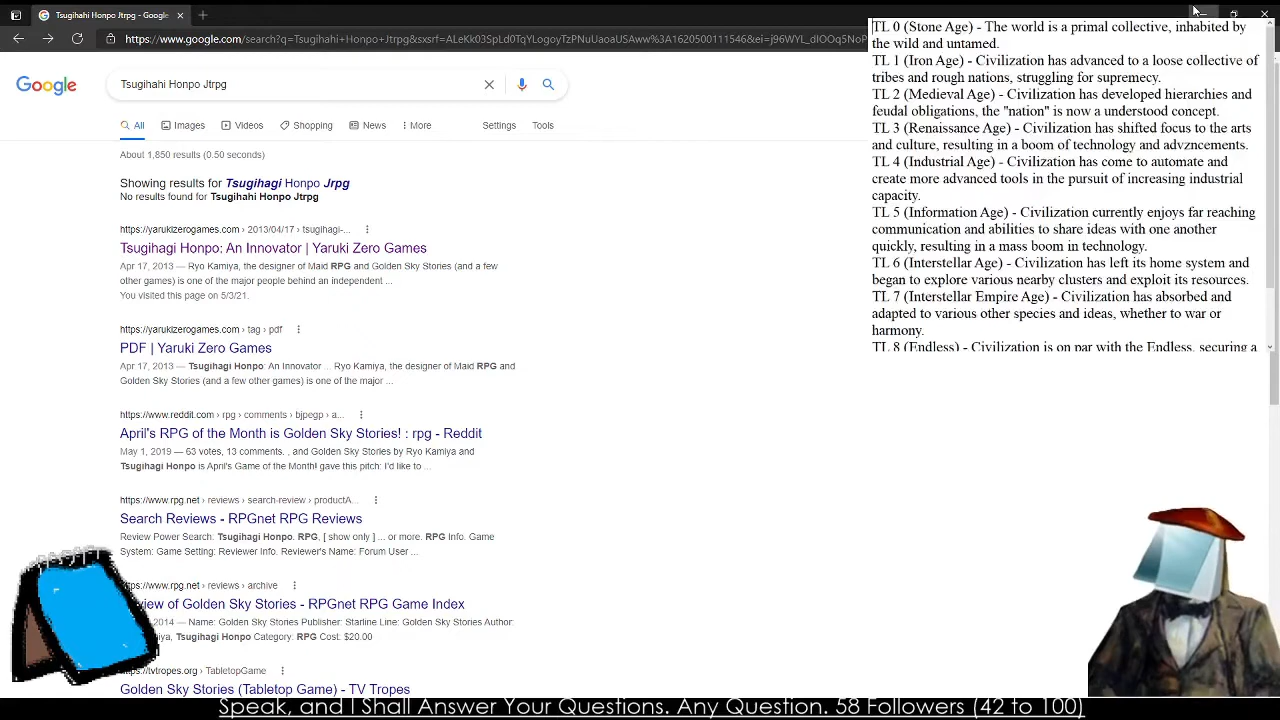 Tsugihahi Honpo Jtrpg - Google
https://www.google.com/search?q=Tsugihahi+Honpo+Jtrpg&sxsrf=ALeKk03SpLd0TqYLogoyTzPNuUaoaUSAww%3A1620500111546&ei=j96WYL_dIOOq5NoP
Google
Tsugihahi Honpo Jtrpg
All
Images
Videos
Shopping
News
More
Settings
Tools
About 1,850 results (0.50 seconds)
Showing results for Tsugihagi Honpo Jrpg
No results found for Tsugihahi Honpo Jtrpg
https://yarukizerogames.com › 2013/04/17 › tsugihagi-...
Tsugihagi Honpo: An Innovator | Yaruki Zero Games
Apr 17, 2013 — Ryo Kamiya, the designer of Maid RPG and Golden Sky Stories (and a few
other games) is one of the major people behind an independent ...
You visited this page on 5/3/21.
https://yarukizerogames.com › tag › pdf
PDF | Yaruki Zero Games
Apr 17, 2013 — Tsugihagi Honpo: An Innovator ... Ryo Kamiya, the designer of Maid RPG and
Golden Sky Stories (and a few other games) is one of the major ...
https://www.reddit.com › rpg › comments › bjpegp › a...
April's RPG of the Month is Golden Sky Stories! : rpg - Reddit
May 1, 2019 — 63 votes, 13 comments. , and Golden Sky Stories by Ryo Kamiya and
Tsugihagi Honpo is April's Game of the Month! gave this pitch: I'd like to ...
https://www.rpg.net › reviews › search-review › productA...
Search Reviews - RPGnet RPG Reviews
Review Power Search. Tsugihagi Honpo. RPG, [ show only ] ... or more. RPG Info. Game
System: Game Setting: Reviewer Info. Reviewer's Name: Forum User ...
ps://www.rpg.net › reviews › archive
view of Golden Sky Stories - RPGnet RPG Game Index
2014 — Name: Golden Sky Stories Publisher: Starline Line: Golden Sky Stories Author:
miya, Tsugihagi Honpo Category: RPG Cost: $20.00
ps://tvtropes.org › TabletopGame
Golden Sky Stories (Tabletop Game) - TV Tropes
TL 0 (Stone Age) - The world is a primal collective, inhabited by
the wild and untamed.
TL 1 (Iron Age) - Civilization has advanced to a loose collective of
tribes and rough nations, struggling for supremecy.
TL 2 (Medieval Age) - Civilization has developed hierarchies and
feudal obligations, the "nation" is now a understood concept.
TL 3 (Renaissance Age) - Civilization has shifted focus to the arts
and culture, resulting in a boom of technology and advzncements.
TL 4 (Industrial Age) - Civilization has come to automate and
create more advanced tools in the pursuit of increasing industrial
capacity.
TL 5 (Information Age) - Civilization currently enjoys far reaching
communication and abilities to share ideas with one another
quickly, resulting in a mass boom in technology.
TL 6 (Interstellar Age) - Civilization has left its home system and
began to explore various nearby clusters and exploit its resources.
TL 7 (Interstellar Empire Age) - Civilization has absorbed and
adapted to various other species and ideas, whether to war or
harmony.
TL 8 (Endless) - Civilization is on par with the Endless, securing a
Speak, and I Shall Answer Your Questions. Any Question. 58 Followers (42 to 100)